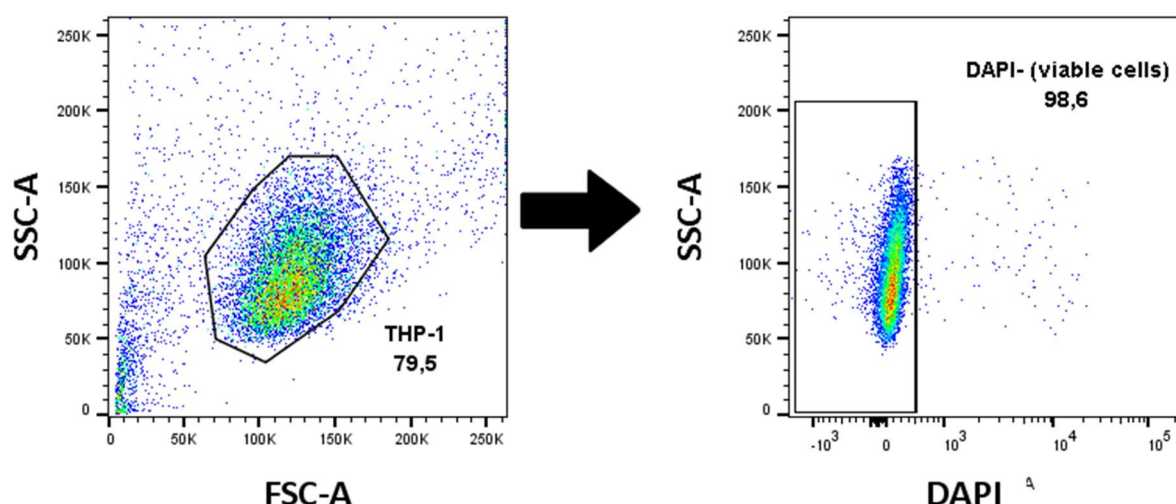 250K
200K
150K
100K
50K
0
SSC-A
THP-1
79,5
0 50K 100K 150K 200K 250K
FSC-A
250K
200K
150K
100K
50K
0
SSC-A
DAPI- (viable cells)
98,6
-10³ 0 10³ 10⁴ 10⁵
DAPI A